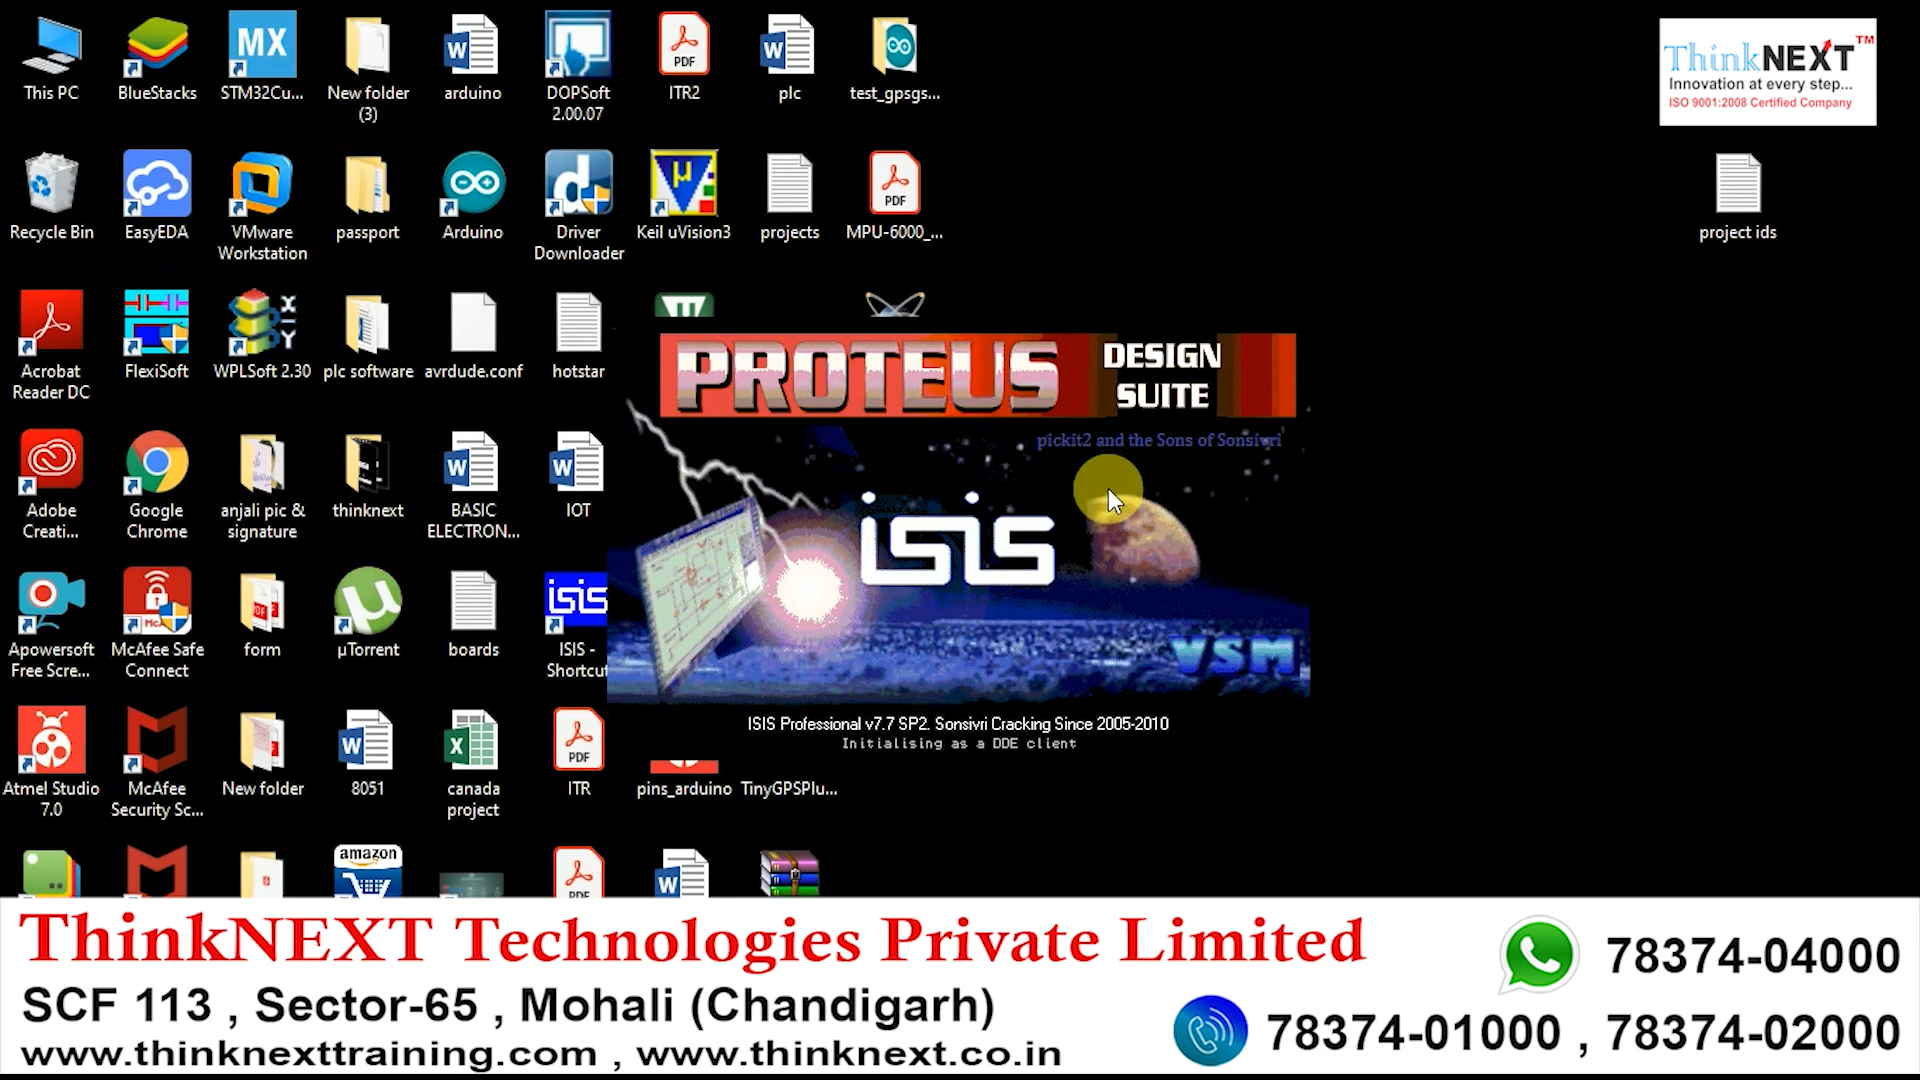 This PC
BlueStacks
STM32Cu...
New folder
(3)
arduino
DOPSoft
2.00.07
ITR2
plc
test_gpsgs...
MX
W
PDF
W
ThinkNEXT™
Innovation at every step...
ISO 9001:2008 Certified Company
Recycle Bin
EasyEDA
VMware
Workstation
passport
Arduino
Driver
Downloader
Keil uVision3
projects
MPU-6000_...
d
µ
PDF
project ids
Acrobat
Reader DC
FlexiSoft
WPLSoft 2.30
plc software
avrdude.conf
hotstar
X
Y
PROTEUS
DESIGN
SUITE
pickit2 and the Sons of Sonsivri
isis
VSM
ISIS Professional v7.7 SP2. Sonsivri Cracking Since 2005-2010
Initialising as a DDE client
Adobe
Creati...
Google
Chrome
anjali pic &
signature
thinknext
BASIC
ELECTRON...
IOT
W
W
Apowersoft
Free Scre...
McAfee Safe
Connect
form
µTorrent
boards
ISIS -
Shortcut
isis
µ
Atmel Studio
7.0
McAfee
Security Sc...
New folder
8051
canada
project
ITR
pins_arduino
TinyGPSPlu...
W
X
PDF
amazon
PDF
W
ThinkNEXT Technologies Private Limited
SCF 113 , Sector-65 , Mohali (Chandigarh)
www.thinknexttraining.com , www.thinknext.co.in
78374-04000
78374-01000 , 78374-02000